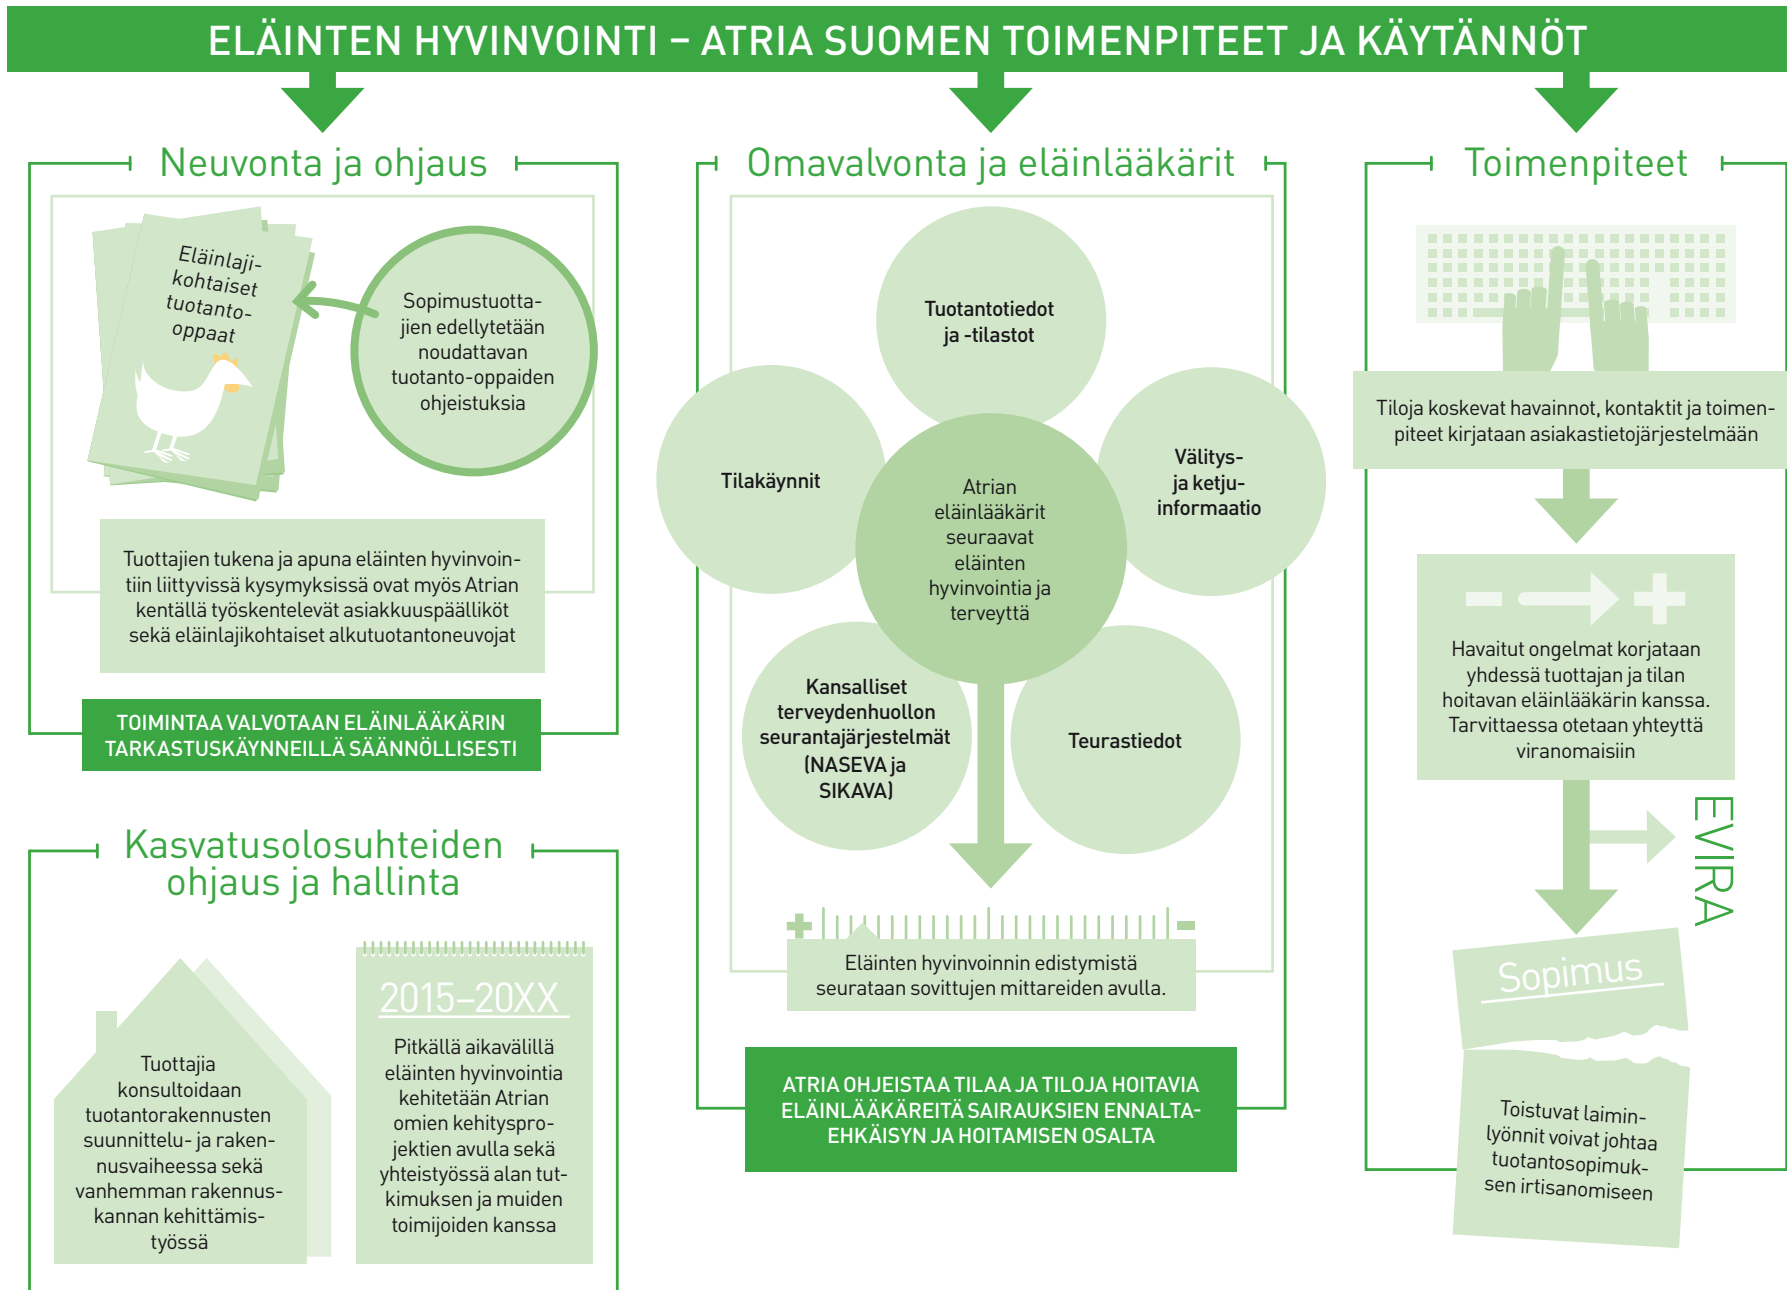 ELÄINTEN HYVINVOINTI – ATRIA SUOMEN TOIMENPITEET JA KÄYTÄNNÖT
Neuvonta ja ohjaus
Eläinlaji-
kohtaiset
tuotanto-
oppaat
Sopimustuotta-
jien edellytetään
noudattavan
tuotanto-oppaiden
ohjeistuksia
Tuottajien tukena ja apuna eläinten hyvinvoin-
tiin liittyvissä kysymyksissä ovat myös Atrian
kentällä työskentelevät asiakkuuspäälliköt
sekä eläinlajikohtaiset alkutuotantoneuvojat
TOIMINTAA VALVOTAAN ELÄINLÄÄKÄRIN
TARKASTUSKÄYNNEILLÄ SÄÄNNÖLLISESTI
Kasvatusolosuhteiden
ohjaus ja hallinta
Tuottajia
konsultoidaan
tuotantorakennusten
suunnittelu- ja raken-
nusvaiheessa sekä
vanhemman rakennus-
kannan kehittämis-
työssä
2015–20XX
Pitkällä aikavälillä
eläinten hyvinvointia
kehitetään Atrian
omien kehityspro-
jektien avulla sekä
yhteistyössä alan tut-
kimuksen ja muiden
toimijoiden kanssa
Omavalvonta ja eläinlääkärit
Tuotantotiedot
ja -tilastot
Tilakäynnit
Välitys-
ja ketju-
informaatio
Atrian
eläinlääkärit
seuraavat
eläinten
hyvinvointia ja
terveyttä
Kansalliset
terveydenhuollon
seurantajärjestelmät
(NASEVA ja
SIKAVA)
Teurastiedot
Eläinten hyvinvoinnin edistymistä
seurataan sovittujen mittareiden avulla.
ATRIA OHJEISTAA TILAA JA TILOJA HOITAVIA
ELÄINLÄÄKÄREITÄ SAIRAUKSIEN ENNALTA-
EHKÄISYN JA HOITAMISEN OSALTA
Toimenpiteet
Tiloja koskevat havainnot, kontaktit ja toimen-
piteet kirjataan asiakastietojärjestelmään
Havaitut ongelmat korjataan
yhdessä tuottajan ja tilan
hoitavan eläinlääkärin kanssa.
Tarvittaessa otetaan yhteyttä
viranomaisiin
EVIRA
Sopimus
Toistuvat laimin-
lyönnit voivat johtaa
tuotantosopimuk-
sen irtisanomiseen